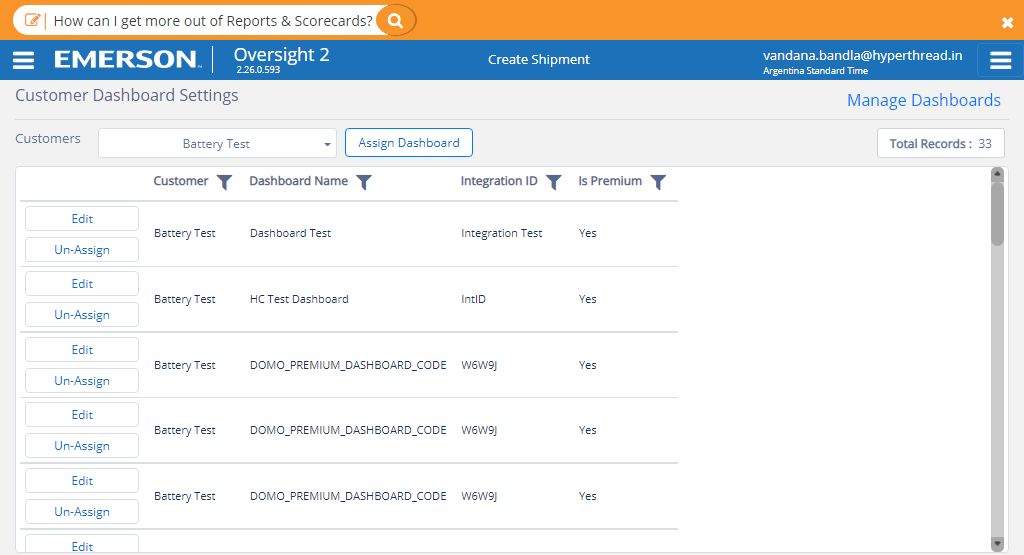 How can I get more out of Reports & Scorecards?
EMERSON Oversight 2
2.26.0.593
Create Shipment
vandana.bandla@hyperthread.in
Argentina Standard Time
Customer Dashboard Settings
Manage Dashboards
Customers
Battery Test
Assign Dashboard
Total Records : 33
Customer Dashboard Name Integration ID Is Premium
Edit
Un-Assign
Battery Test Dashboard Test Integration Test Yes
Edit
Un-Assign
Battery Test HC Test Dashboard IntID Yes
Edit
Un-Assign
Battery Test DOMO_PREMIUM_DASHBOARD_CODE W6W9J Yes
Edit
Un-Assign
Battery Test DOMO_PREMIUM_DASHBOARD_CODE W6W9J Yes
Edit
Un-Assign
Battery Test DOMO_PREMIUM_DASHBOARD_CODE W6W9J Yes
Edit